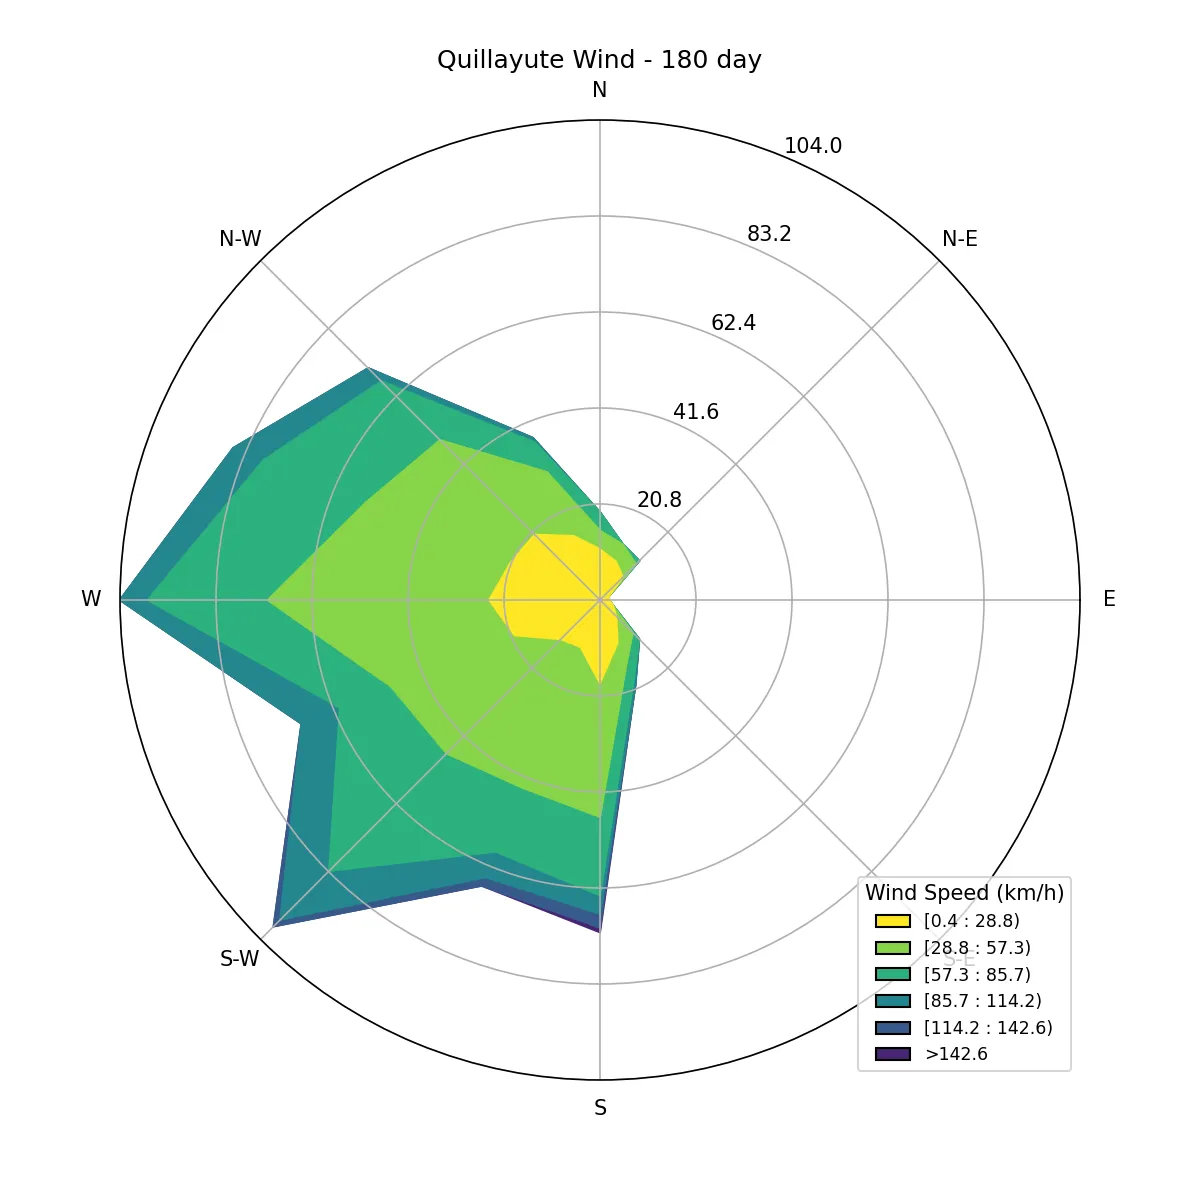 Quillayute Wind - 180 day
N
104.0
83.2
N-W
N-E
62.4
41.6
20.8
W
E
S-W
S-E
S
Wind Speed (km/h)
[0.4 : 28.8)
[28.8 : 57.3)
[57.3 : 85.7)
[85.7 : 114.2)
[114.2 : 142.6)
>142.6